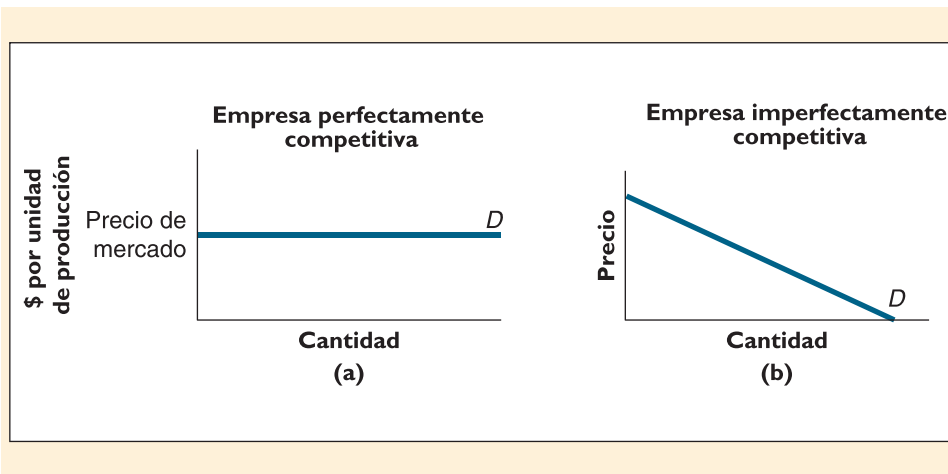 Empresa perfectamente
competitiva
$ por unidad
de producción
Precio de
mercado
D
Cantidad
(a)
Empresa imperfectamente
competitiva
Precio
D
Cantidad
(b)